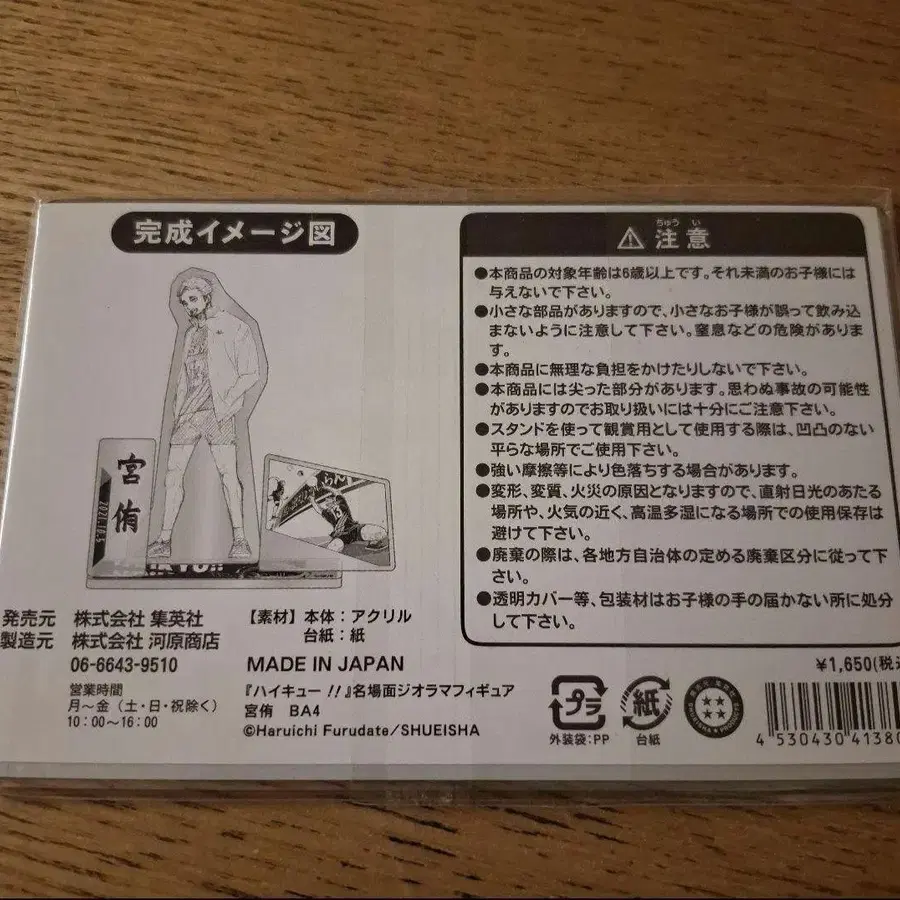 完成イメージ図
宮侑
2021.10.5
発売元 株式会社 集英社
製造元 株式会社 河原商店
06-6643-9510
営業時間
月〜金(土・日・祝除く)
10:00〜16:00
【素材】本体:アクリル
台紙:紙
MADE IN JAPAN
『ハイキュー!!』名場面ジオラマフィギュア
宮侑 BA4
©Haruichi Furudate/SHUEISHA
ちゅうい
⚠注意
●本商品の対象年齢は6歳以上です。それ未満のお子様には
与えないで下さい。
●小さな部品がありますので、小さなお子様が誤って飲み込
まないように注意して下さい。窒息などの危険がありま
す。
●本商品に無理な負担をかけたりしないで下さい。
●本商品には尖った部分があります。思わぬ事故の可能性
がありますのでお取り扱いには十分にご注意下さい。
●スタンドを使って観賞用として使用する際は、凹凸のない
平らな場所でご使用下さい。
●強い摩擦等により色落ちする場合があります。
●変形、変質、火災の原因となりますので、直射日光のあたる
場所や、火気の近く、高温多湿になる場所での使用保存は
避けて下さい。
●廃棄の際は、各地方自治体の定める廃棄区分に従って下
さい。
●透明カバー等、包装材はお子様の手の届かない所に処分
して下さい。
¥1,650(税込
プラ
外装袋:PP
紙
台紙
4 530430 41380